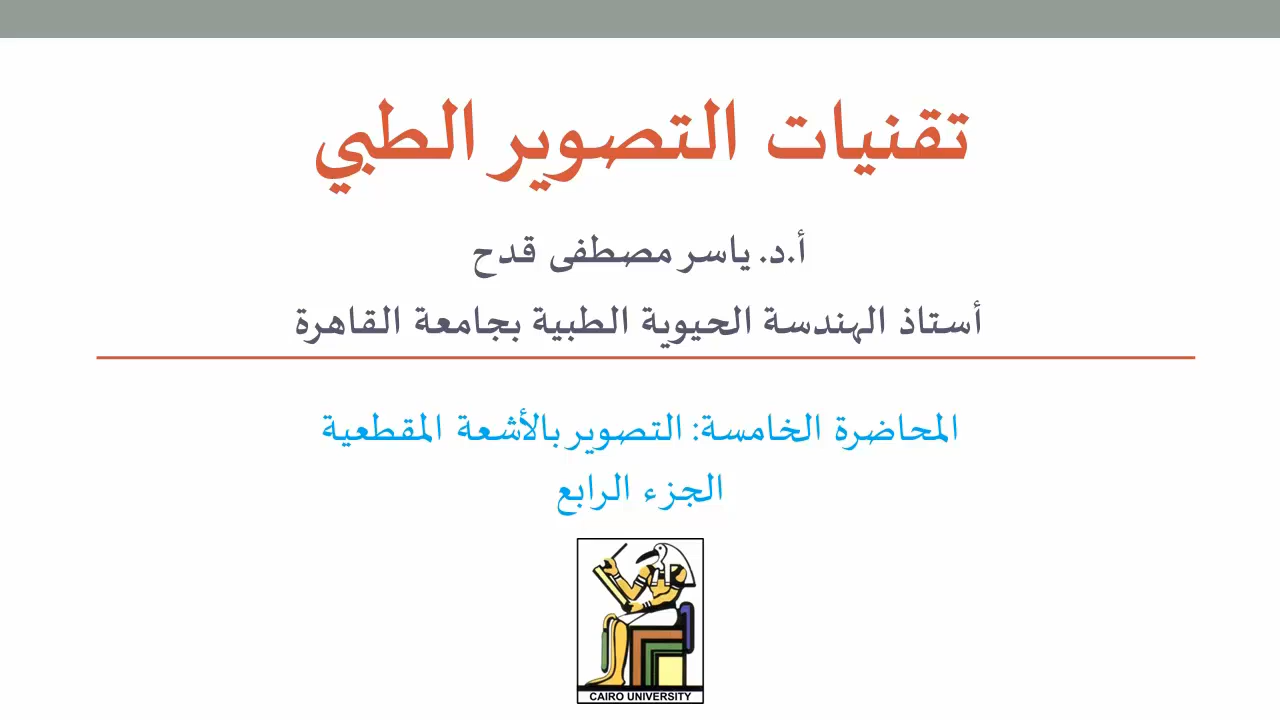 تقنيات التصوير الطبي
أ.د. ياسر مصطفى قدح
أستاذ الهندسة الحيوية الطبية بجامعة القاهرة
المحاضرة الخامسة: التصوير بالأشعة المقطعية
الجزء الرابع
CAIRO UNIVERSITY